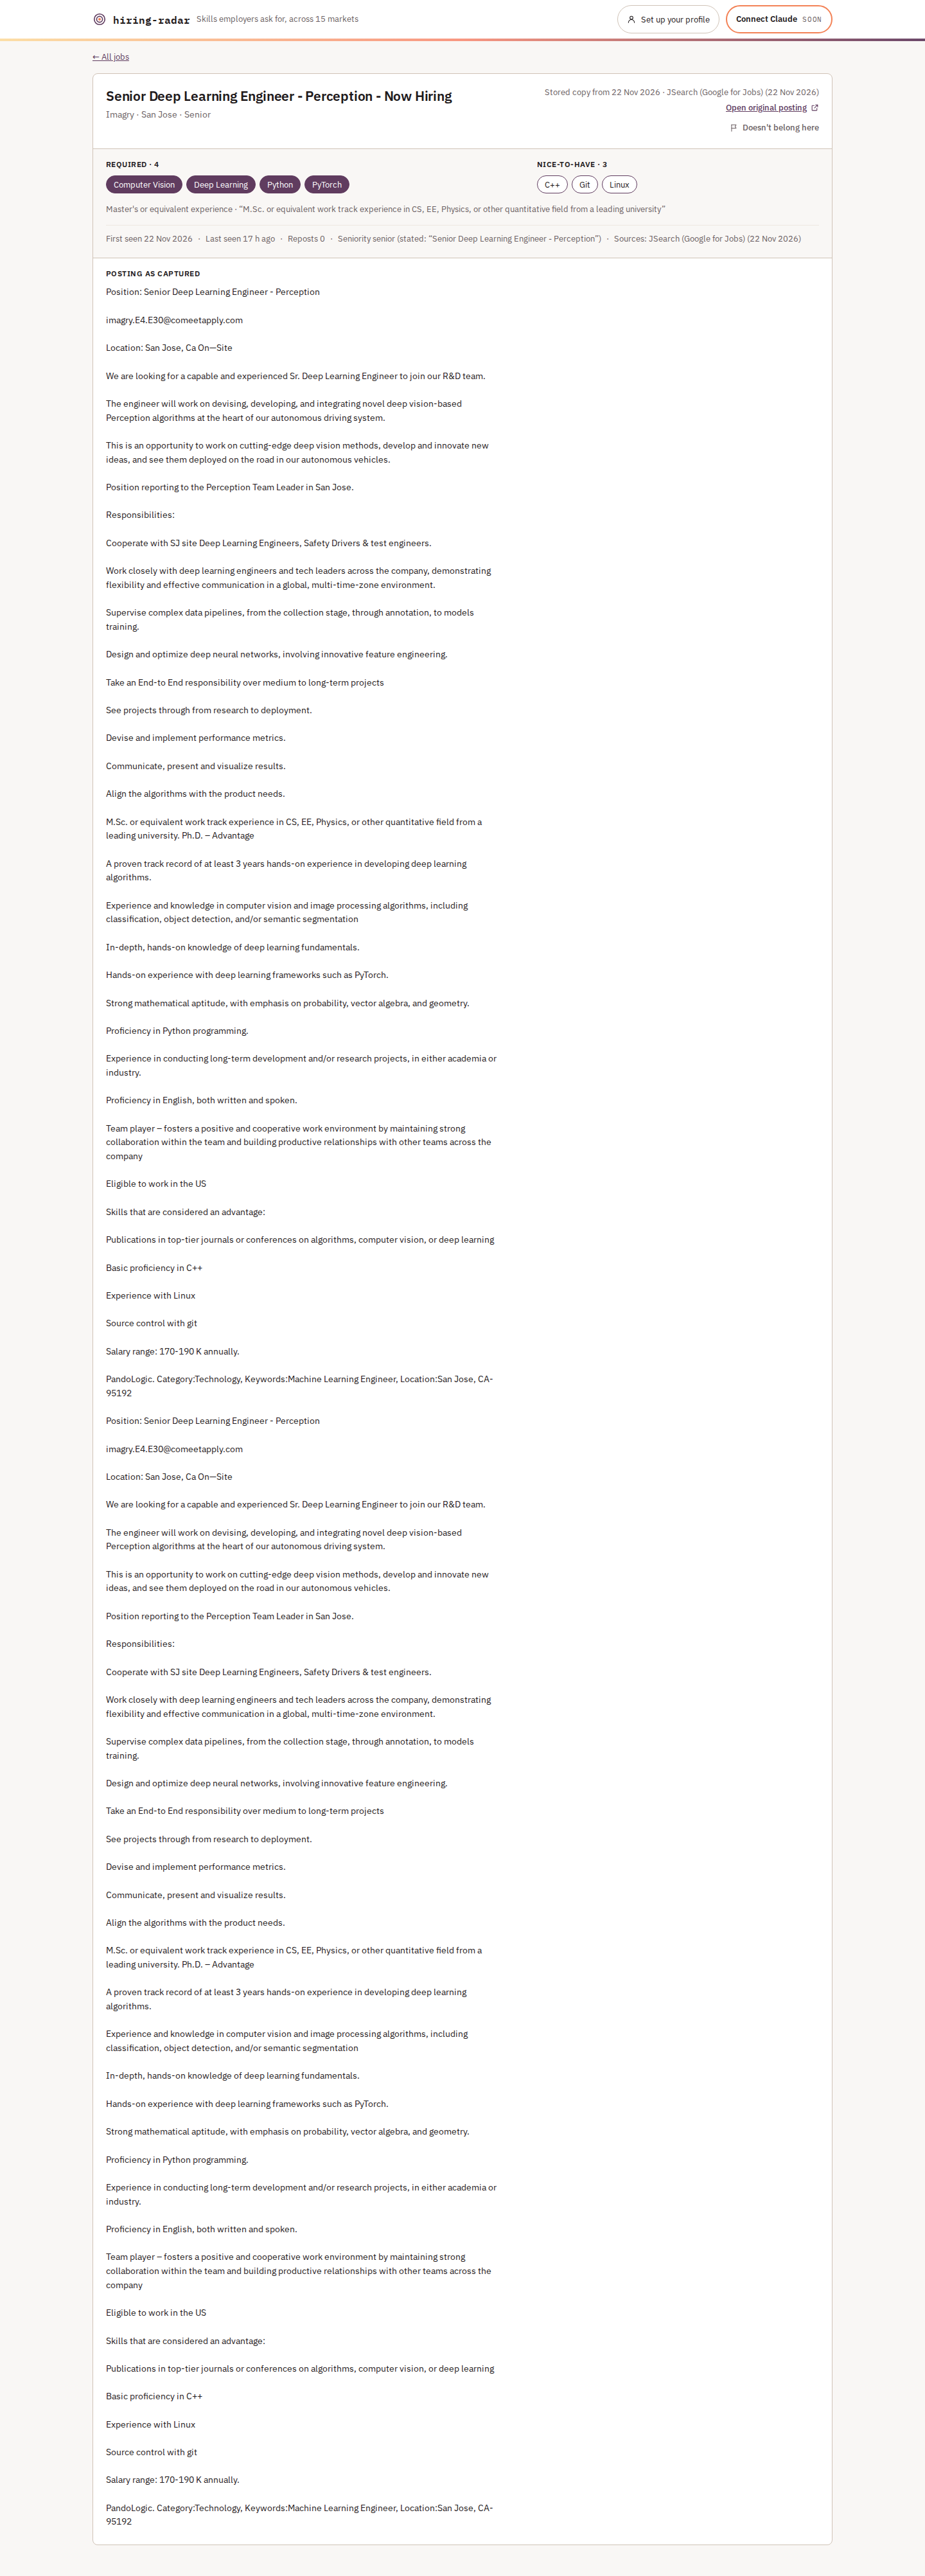 hiring-radar Skills employers ask for, across 15 markets Set up your profile Connect Claude SOON
← All jobs
Senior Deep Learning Engineer - Perception - Now Hiring
Imagry · San Jose · Senior
Stored copy from 22 Nov 2026 · JSearch (Google for Jobs) (22 Nov 2026)
Open original posting
Doesn't belong here
REQUIRED · 4
Computer Vision Deep Learning Python PyTorch
NICE-TO-HAVE · 3
C++ Git Linux
Master's or equivalent experience · “M.Sc. or equivalent work track experience in CS, EE, Physics, or other quantitative field from a leading university”
First seen 22 Nov 2026 · Last seen 17 h ago · Reposts 0 · Seniority senior (stated: “Senior Deep Learning Engineer - Perception”) · Sources: JSearch (Google for Jobs) (22 Nov 2026)
POSTING AS CAPTURED
Position: Senior Deep Learning Engineer - Perception
imagry.E4.E30@comeetapply.com
Location: San Jose, Ca On—Site
We are looking for a capable and experienced Sr. Deep Learning Engineer to join our R&D team.
The engineer will work on devising, developing, and integrating novel deep vision-based
Perception algorithms at the heart of our autonomous driving system.
This is an opportunity to work on cutting-edge deep vision methods, develop and innovate new
ideas, and see them deployed on the road in our autonomous vehicles.
Position reporting to the Perception Team Leader in San Jose.
Responsibilities:
Cooperate with SJ site Deep Learning Engineers, Safety Drivers & test engineers.
Work closely with deep learning engineers and tech leaders across the company, demonstrating
flexibility and effective communication in a global, multi-time-zone environment.
Supervise complex data pipelines, from the collection stage, through annotation, to models
training.
Design and optimize deep neural networks, involving innovative feature engineering.
Take an End-to End responsibility over medium to long-term projects
See projects through from research to deployment.
Devise and implement performance metrics.
Communicate, present and visualize results.
Align the algorithms with the product needs.
M.Sc. or equivalent work track experience in CS, EE, Physics, or other quantitative field from a
leading university. Ph.D. – Advantage
A proven track record of at least 3 years hands-on experience in developing deep learning
algorithms.
Experience and knowledge in computer vision and image processing algorithms, including
classification, object detection, and/or semantic segmentation
In-depth, hands-on knowledge of deep learning fundamentals.
Hands-on experience with deep learning frameworks such as PyTorch.
Strong mathematical aptitude, with emphasis on probability, vector algebra, and geometry.
Proficiency in Python programming.
Experience in conducting long-term development and/or research projects, in either academia or
industry.
Proficiency in English, both written and spoken.
Team player – fosters a positive and cooperative work environment by maintaining strong
collaboration within the team and building productive relationships with other teams across the
company
Eligible to work in the US
Skills that are considered an advantage:
Publications in top-tier journals or conferences on algorithms, computer vision, or deep learning
Basic proficiency in C++
Experience with Linux
Source control with git
Salary range: 170-190 K annually.
PandoLogic. Category:Technology, Keywords:Machine Learning Engineer, Location:San Jose, CA-
95192
Position: Senior Deep Learning Engineer - Perception
imagry.E4.E30@comeetapply.com
Location: San Jose, Ca On—Site
We are looking for a capable and experienced Sr. Deep Learning Engineer to join our R&D team.
The engineer will work on devising, developing, and integrating novel deep vision-based
Perception algorithms at the heart of our autonomous driving system.
This is an opportunity to work on cutting-edge deep vision methods, develop and innovate new
ideas, and see them deployed on the road in our autonomous vehicles.
Position reporting to the Perception Team Leader in San Jose.
Responsibilities:
Cooperate with SJ site Deep Learning Engineers, Safety Drivers & test engineers.
Work closely with deep learning engineers and tech leaders across the company, demonstrating
flexibility and effective communication in a global, multi-time-zone environment.
Supervise complex data pipelines, from the collection stage, through annotation, to models
training.
Design and optimize deep neural networks, involving innovative feature engineering.
Take an End-to End responsibility over medium to long-term projects
See projects through from research to deployment.
Devise and implement performance metrics.
Communicate, present and visualize results.
Align the algorithms with the product needs.
M.Sc. or equivalent work track experience in CS, EE, Physics, or other quantitative field from a
leading university. Ph.D. – Advantage
A proven track record of at least 3 years hands-on experience in developing deep learning
algorithms.
Experience and knowledge in computer vision and image processing algorithms, including
classification, object detection, and/or semantic segmentation
In-depth, hands-on knowledge of deep learning fundamentals.
Hands-on experience with deep learning frameworks such as PyTorch.
Strong mathematical aptitude, with emphasis on probability, vector algebra, and geometry.
Proficiency in Python programming.
Experience in conducting long-term development and/or research projects, in either academia or
industry.
Proficiency in English, both written and spoken.
Team player – fosters a positive and cooperative work environment by maintaining strong
collaboration within the team and building productive relationships with other teams across the
company
Eligible to work in the US
Skills that are considered an advantage:
Publications in top-tier journals or conferences on algorithms, computer vision, or deep learning
Basic proficiency in C++
Experience with Linux
Source control with git
Salary range: 170-190 K annually.
PandoLogic. Category:Technology, Keywords:Machine Learning Engineer, Location:San Jose, CA-
95192